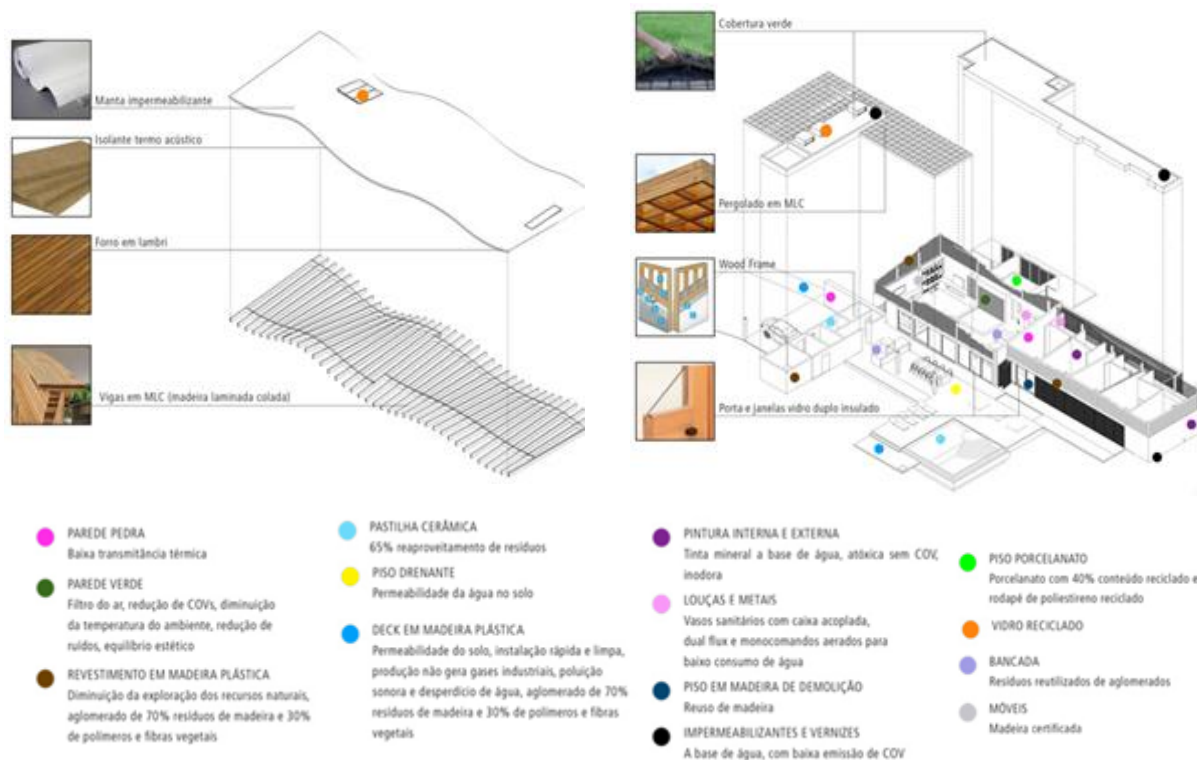 Manta impermeabilizante
Isolante termo acústico
Forro em lambri
Vigas em MLC (madeira laminada colada)
Cobertura verde
Pergolado em MLC
Wood Frame
Porta e janelas vidro duplo insulado
PAREDE PEDRA
Baixa transmitância térmica
PAREDE VERDE
Filtro do ar, redução de COVs, diminuição
da temperatura do ambiente, redução de
ruídos, equilíbrio estético
REVESTIMENTO EM MADEIRA PLÁSTICA
Diminuição da exploração dos recursos naturais,
aglomerado de 70% resíduos de madeira e 30%
de polímeros e fibras vegetais
PASTILHA CERÂMICA
65% reaproveitamento de resíduos
PISO DRENANTE
Permeabilidade da água no solo
DECK EM MADEIRA PLÁSTICA
Permeabilidade do solo, instalação rápida e limpa,
produção não gera gases industriais, poluição
sonora e desperdício de água, aglomerado de 70%
resíduos de madeira e 30% de polímeros e fibras
vegetais
PINTURA INTERNA E EXTERNA
Tinta mineral a base de água, atóxica sem COV,
inodora
LOUÇAS E METAIS
Vasos sanitários com caixa acoplada,
dual flux e monocomandos aerados para
baixo consumo de água
PISO EM MADEIRA DE DEMOLIÇÃO
Reuso de madeira
IMPERMEABILIZANTES E VERNIZES
A base de água, com baixa emissão de COV
PISO PORCELANATO
Porcelanato com 40% conteúdo reciclado e
rodapé de poliestireno reciclado
VIDRO RECICLADO
BANCADA
Resíduos reutilizados de aglomerados
MÓVEIS
Madeira certificada